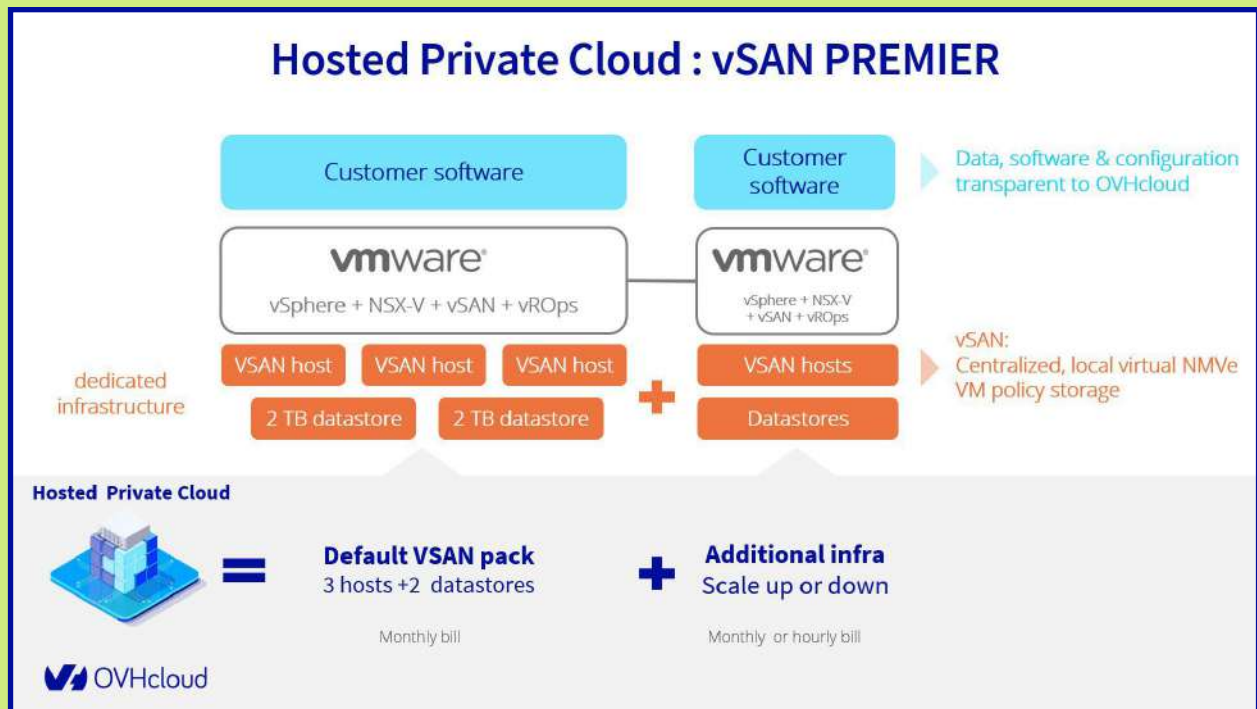 Hosted Private Cloud : vSAN PREMIER
Customer software
Customer
software
Data, software & configuration
transparent to OVHcloud
vmware®
vSphere + NSX-V + vSAN + vROps
vmware®
vSphere + NSX-V
+ vSAN + vROps
dedicated
infrastructure
VSAN host
VSAN host
VSAN host
2 TB datastore
2 TB datastore
+
VSAN hosts
Datastores
vSAN:
Centralized, local virtual NMVe
VM policy storage
Hosted Private Cloud
=
Default VSAN pack
3 hosts +2 datastores
Monthly bill
+
Additional infra
Scale up or down
Monthly or hourly bill
OVHcloud